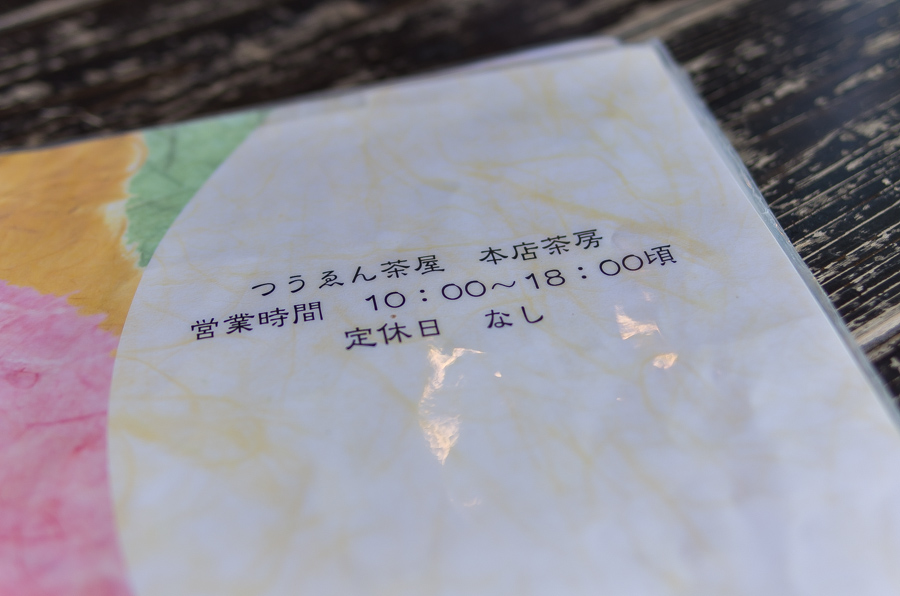 つうゑん茶屋　本店茶房
営業時間　10：00～18：00頃
定休日　なし